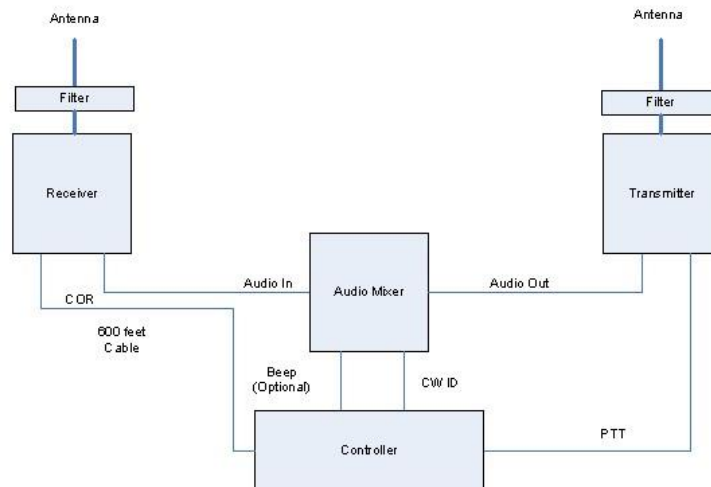 Antenna
Antenna
Filter
Filter
Receiver
Transmitter
Audio In
Audio Mixer
Audio Out
COR
600 feet
Cable
Beep
(Optional)
CW ID
PTT
Controller